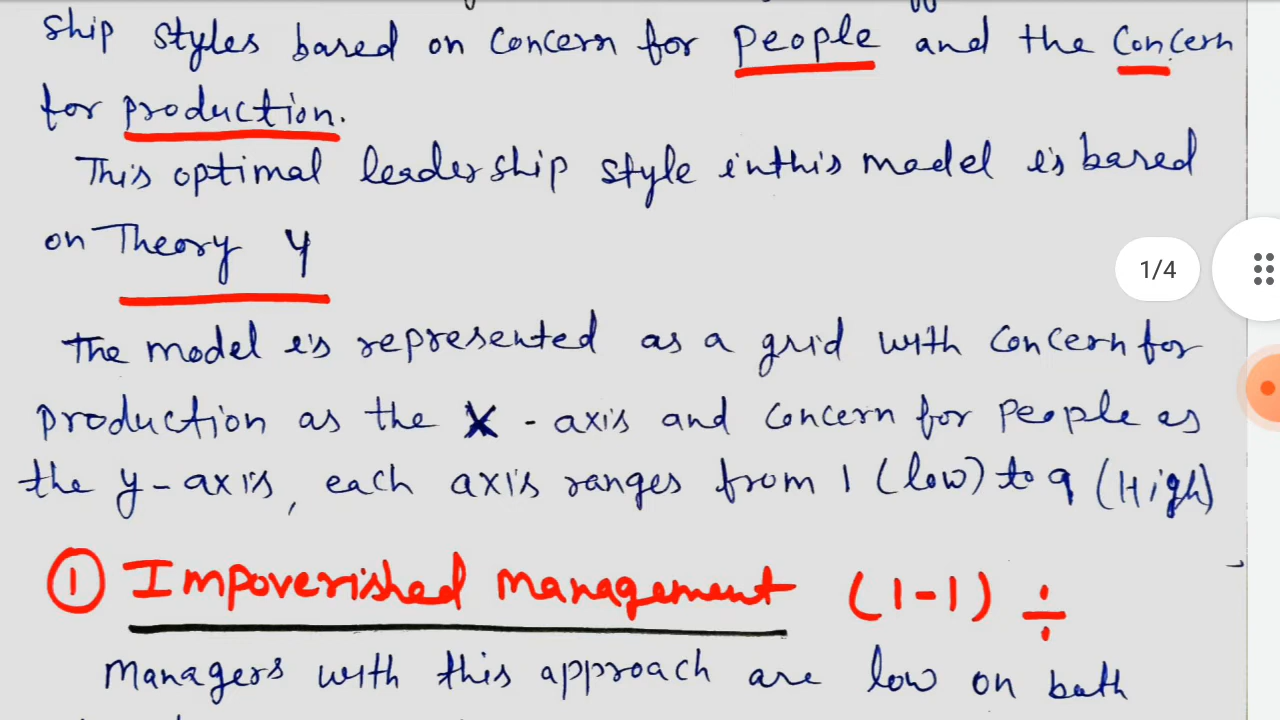 ship styles based on concern for people and the concern
for production.
This optimal leadership style in this model is based
on Theory Y
The model is represented as a grid with concern for
production as the X - axis and concern for people as
the y-axis, each axis ranges from 1 (low) to 9 (High)
1/4
① Impoverished management (1-1) ÷
Managers with this approach are low on both